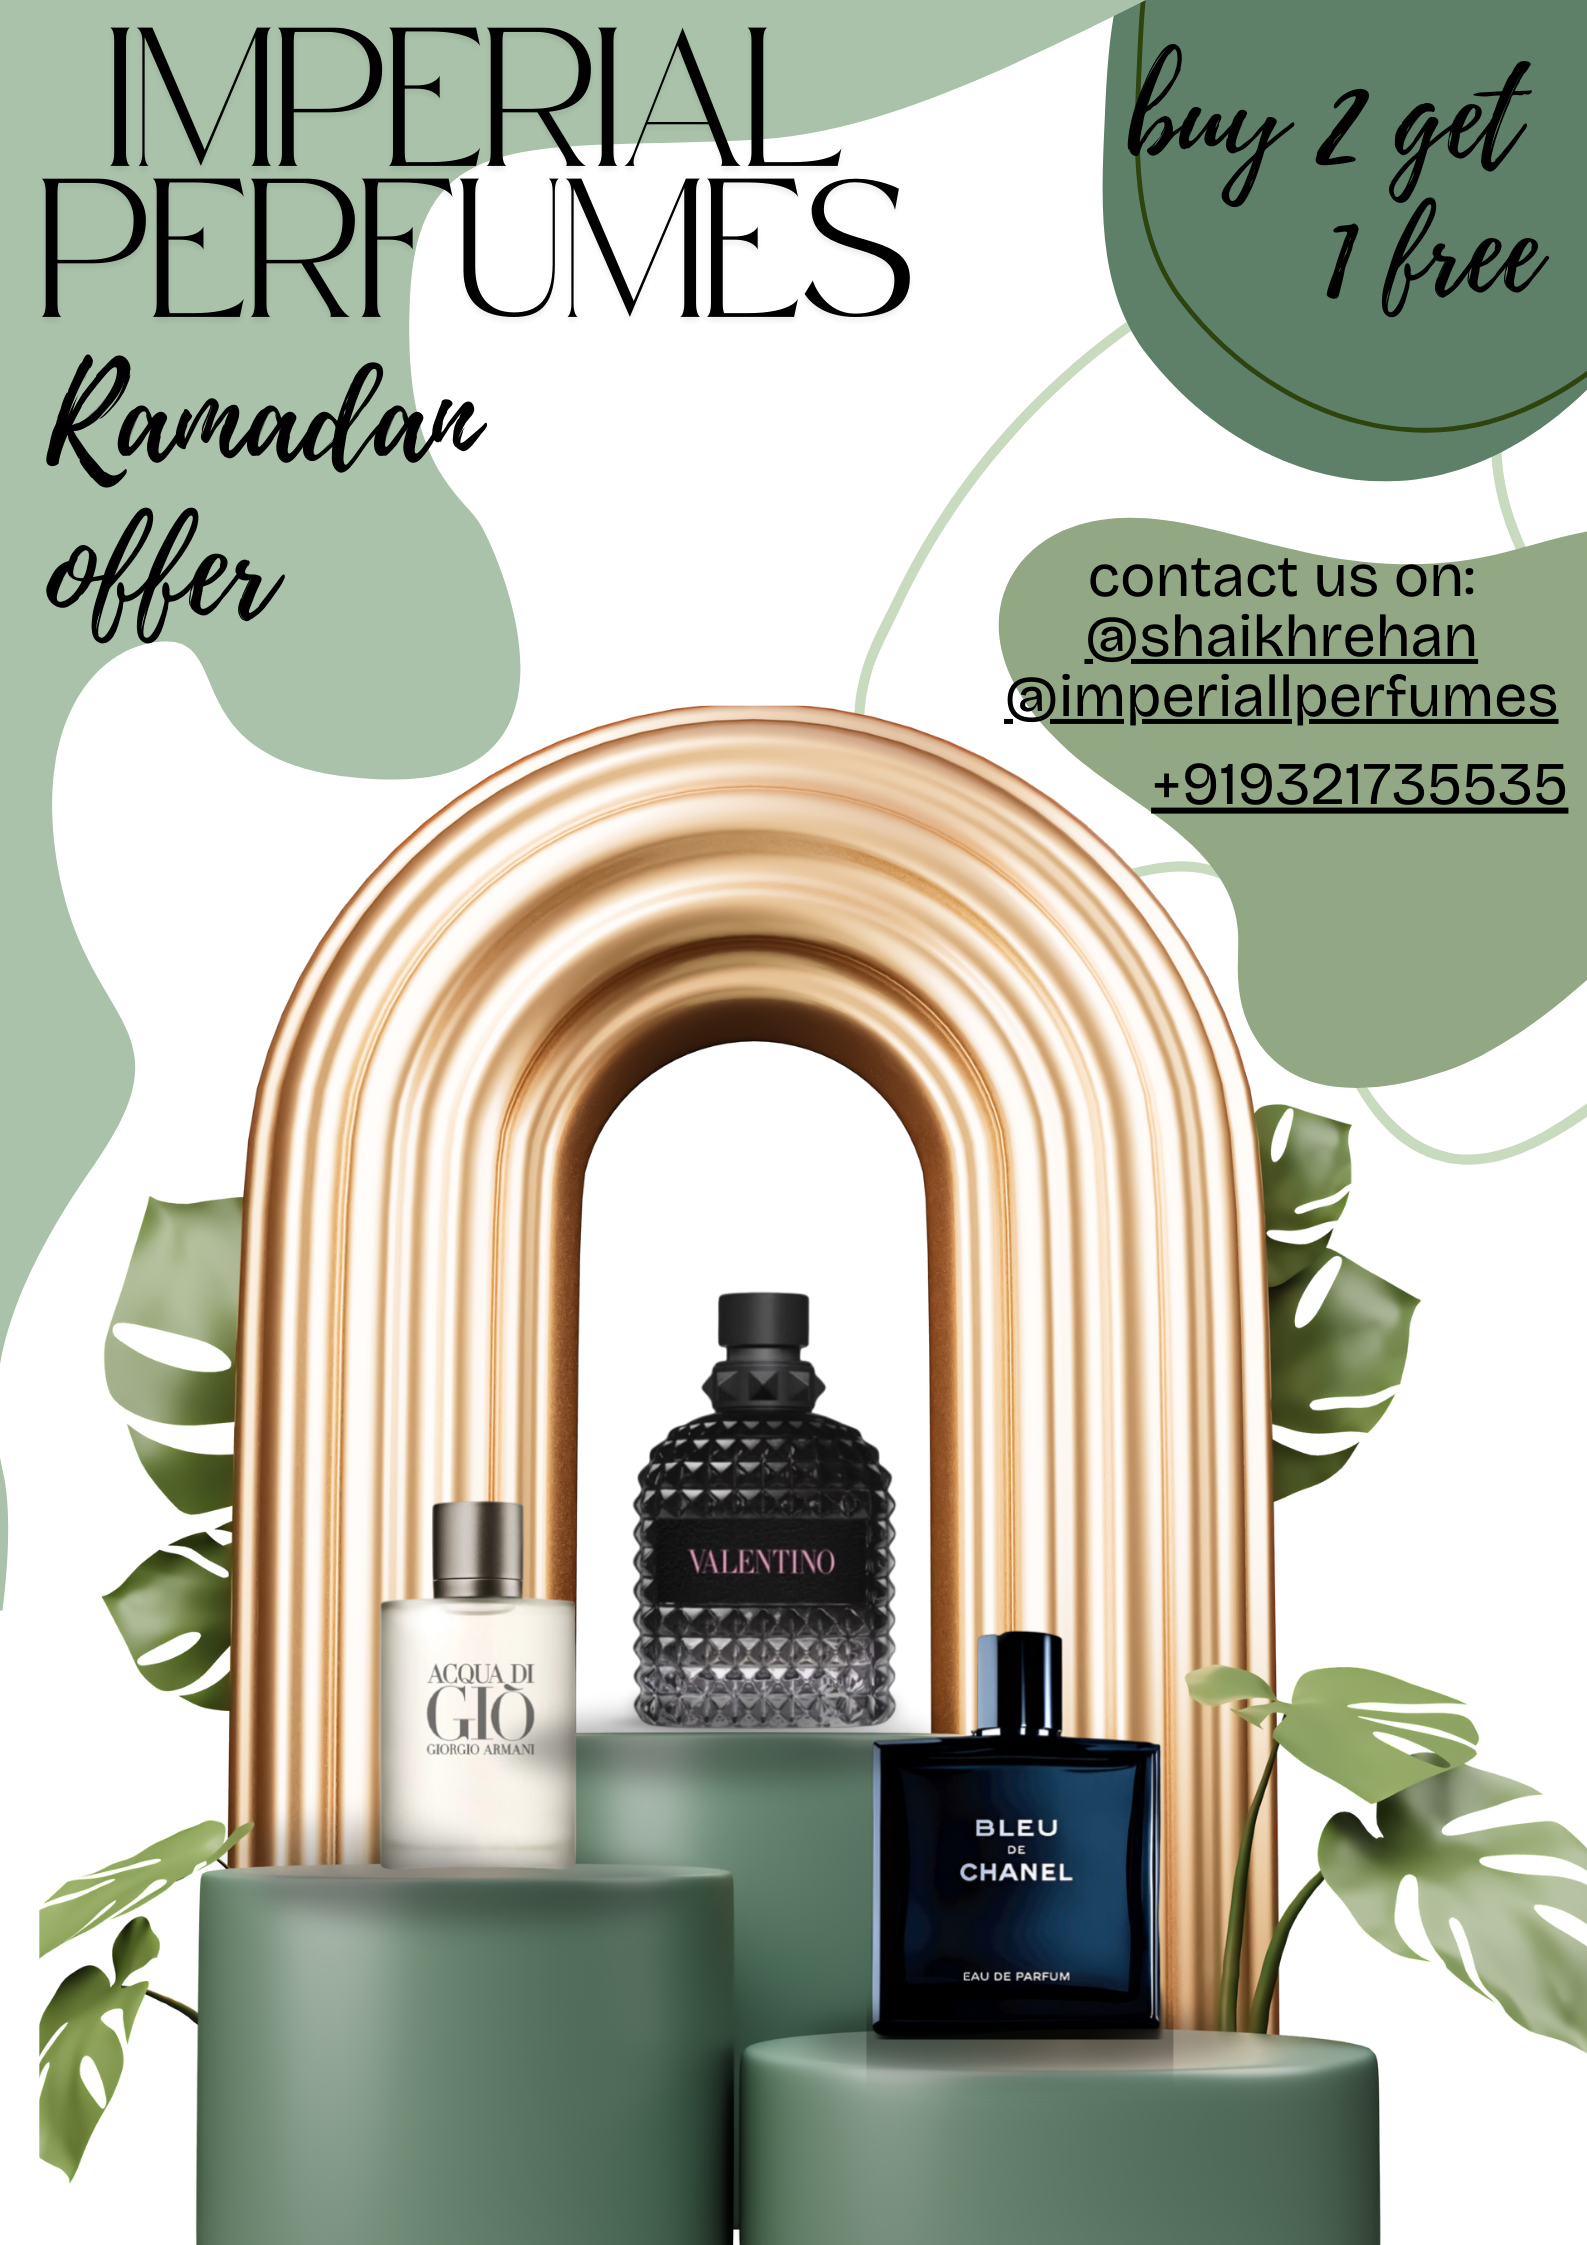 IMPERIAL
PERFUMES
Ramadan
offer
buy 2 get
1 free
contact us on:
@shaikhrehan
@imperiallperfumes
+919321735535
VALENTINO
ACQUA DI
GIÒ
GIORGIO ARMANI
BLEU
DE
CHANEL
EAU DE PARFUM